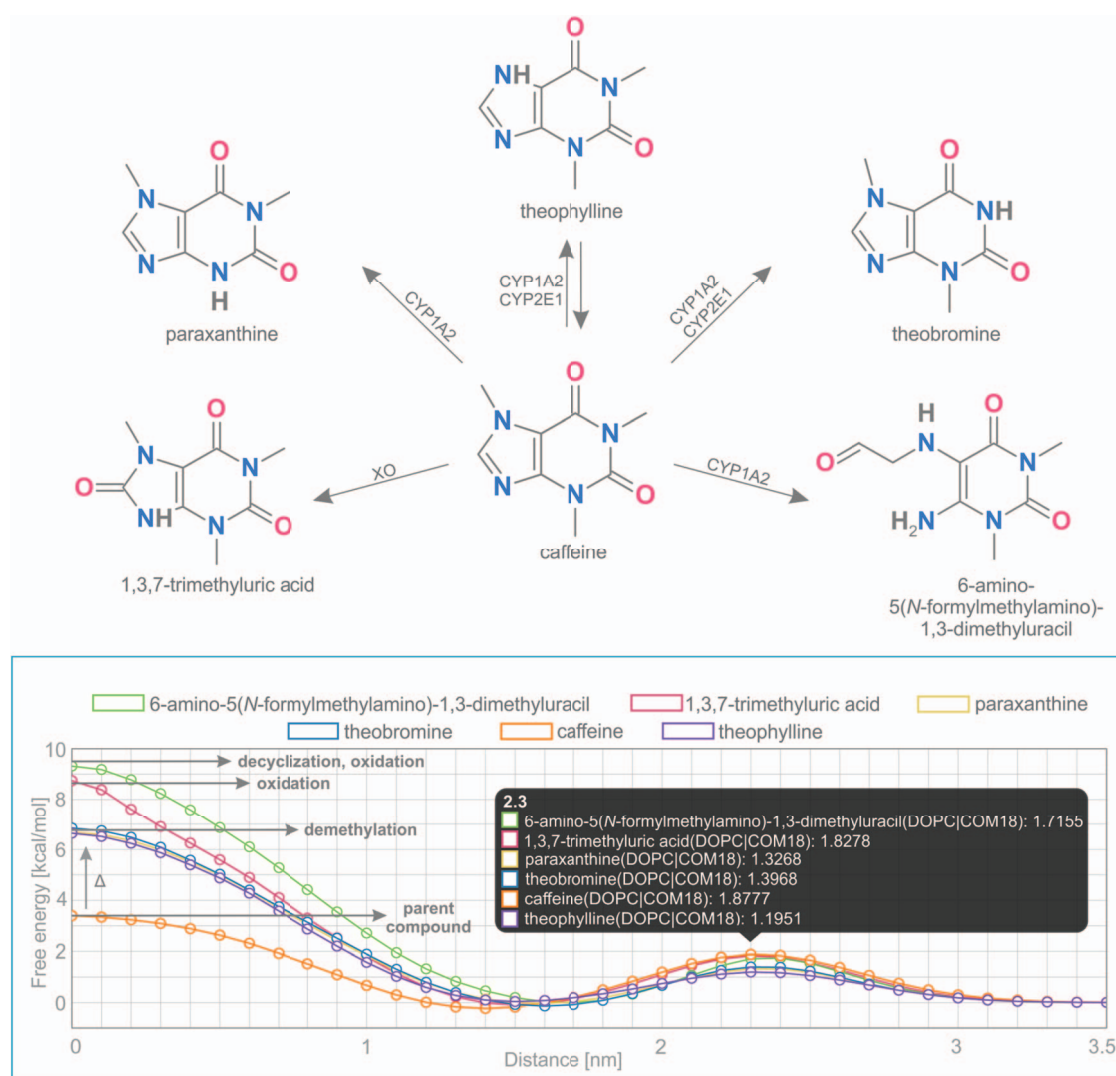 O
NH
N
N
N
O
theophylline
O
N
N
N
N
H
O
paraxanthine
O
N
NH
N
N
O
theobromine
CYP1A2
CYP1A2
CYP2E1
CYP1A2
CYP2E1
O
N
N
O
NH
N
O
1,3,7-trimethyluric acid
XO
O
N
N
N
N
O
caffeine
CYP1A2
H
N
O
O
N
H2N
N
O
6-amino-
5(N-formylmethylamino)-
1,3-dimethyluracil
6-amino-5(N-formylmethylamino)-1,3-dimethyluracil 1,3,7-trimethyluric acid paraxanthine
theobromine caffeine theophylline
Free energy [kcal/mol]
10
8
6
4
2
0
decyclization, oxidation
oxidation
demethylation
Δ
parent
compound
2.3
6-amino-5(N-formylmethylamino)-1,3-dimethyluracil(DOPC|COM18): 1.7155
1,3,7-trimethyluric acid(DOPC|COM18): 1.8278
paraxanthine(DOPC|COM18): 1.3268
theobromine(DOPC|COM18): 1.3968
caffeine(DOPC|COM18): 1.8777
theophylline(DOPC|COM18): 1.1951
0 1 2 3 3.5
Distance [nm]